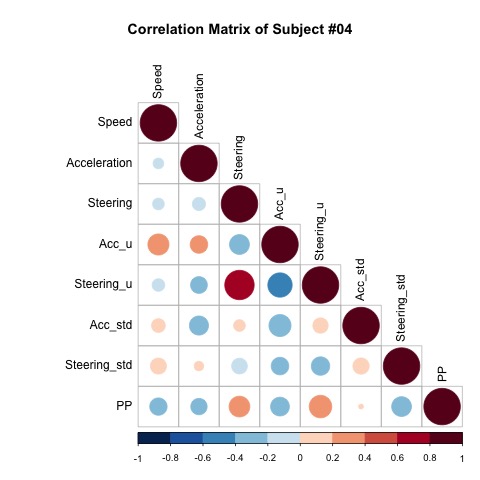 Correlation Matrix of Subject #04
Speed
Acceleration
Steering
Acc_u
Steering_u
Acc_std
Steering_std
PP
Speed
Acceleration
Steering
Acc_u
Steering_u
Acc_std
Steering_std
PP
-1 -0.8 -0.6 -0.4 -0.2 0 0.2 0.4 0.6 0.8 1